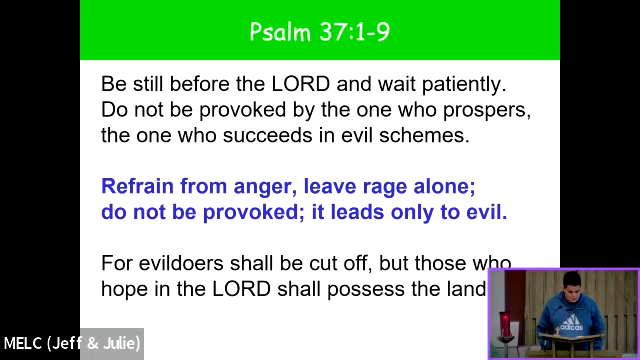 Psalm 37:1-9
Be still before the LORD and wait patiently.
Do not be provoked by the one who prospers,
the one who succeeds in evil schemes.
Refrain from anger, leave rage alone;
do not be provoked; it leads only to evil.
For evildoers shall be cut off, but those who
hope in the LORD shall possess the land
adidas
MELC (Jeff & Julie)